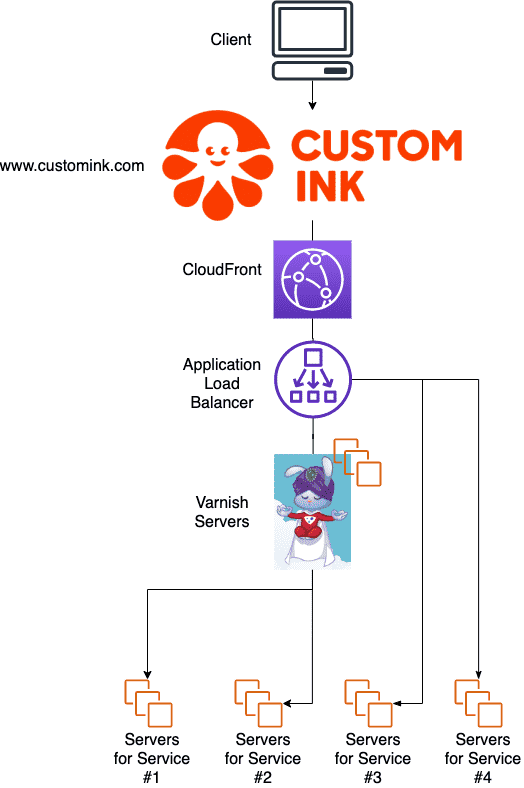 Client
www.customink.com
CUSTOM
INK
CloudFront
Application
Load
Balancer
Varnish
Servers
Servers
for Service
#1
Servers
for Service
#2
Servers
for Service
#3
Servers
for Service
#4